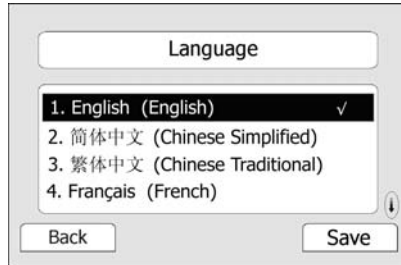 Language
1. English (English) √
2. 简体中文 (Chinese Simplified)
3. 繁体中文 (Chinese Traditional)
4. Français (French)
Back Save